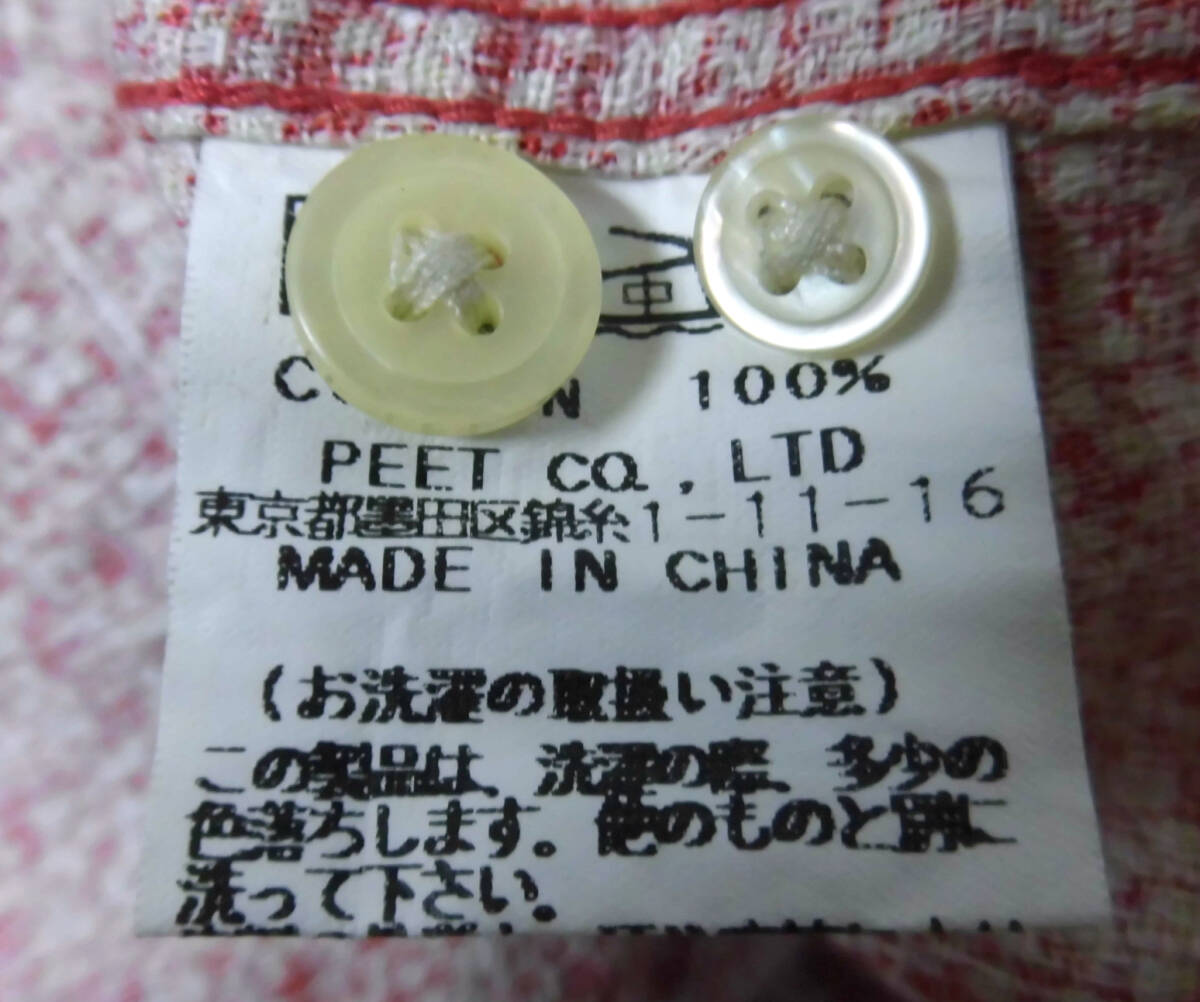 中
100%
PEET CO., LTD
東京都墨田区錦糸1-11-16
MADE IN CHINA
(お洗濯の取扱い注意)
この製品は、洗濯の際、多少の
色落ちします。他のものと別に
洗って下さい。